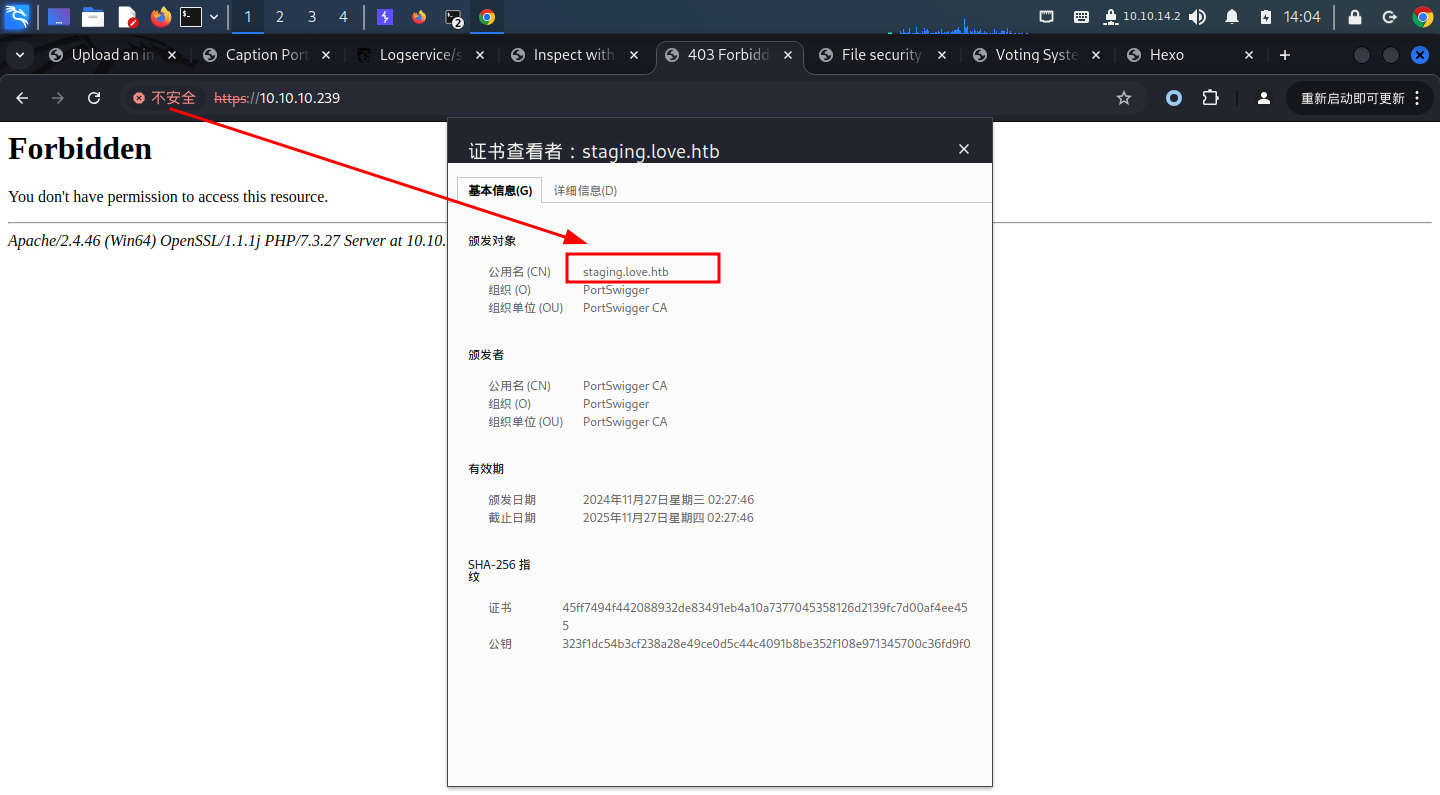 1 2 3 4 2 10.10.14.2 14:04
Upload an in Caption Port Logservice/s Inspect with 403 Forbidd File security Voting Syste Hexo
不安全 https://10.10.10.239 重新启动即可更新
Forbidden
You don't have permission to access this resource.
Apache/2.4.46 (Win64) OpenSSL/1.1.1j PHP/7.3.27 Server at 10.10.
证书查看者：staging.love.htb
基本信息(G) 详细信息(D)
颁发对象
公用名 (CN) staging.love.htb
组织 (O) PortSwigger
组织单位 (OU) PortSwigger CA
颁发者
公用名 (CN) PortSwigger CA
组织 (O) PortSwigger
组织单位 (OU) PortSwigger CA
有效期
颁发日期 2024年11月27日星期三 02:27:46
截止日期 2025年11月27日星期四 02:27:46
SHA-256 指
纹
证书 45ff7494f442088932de83491eb4a10a7377045358126d2139fc7d00af4ee45
5
公钥 323f1dc54b3cf238a28e49ce0d5c44c4091b8be352f108e971345700c36fd9f0